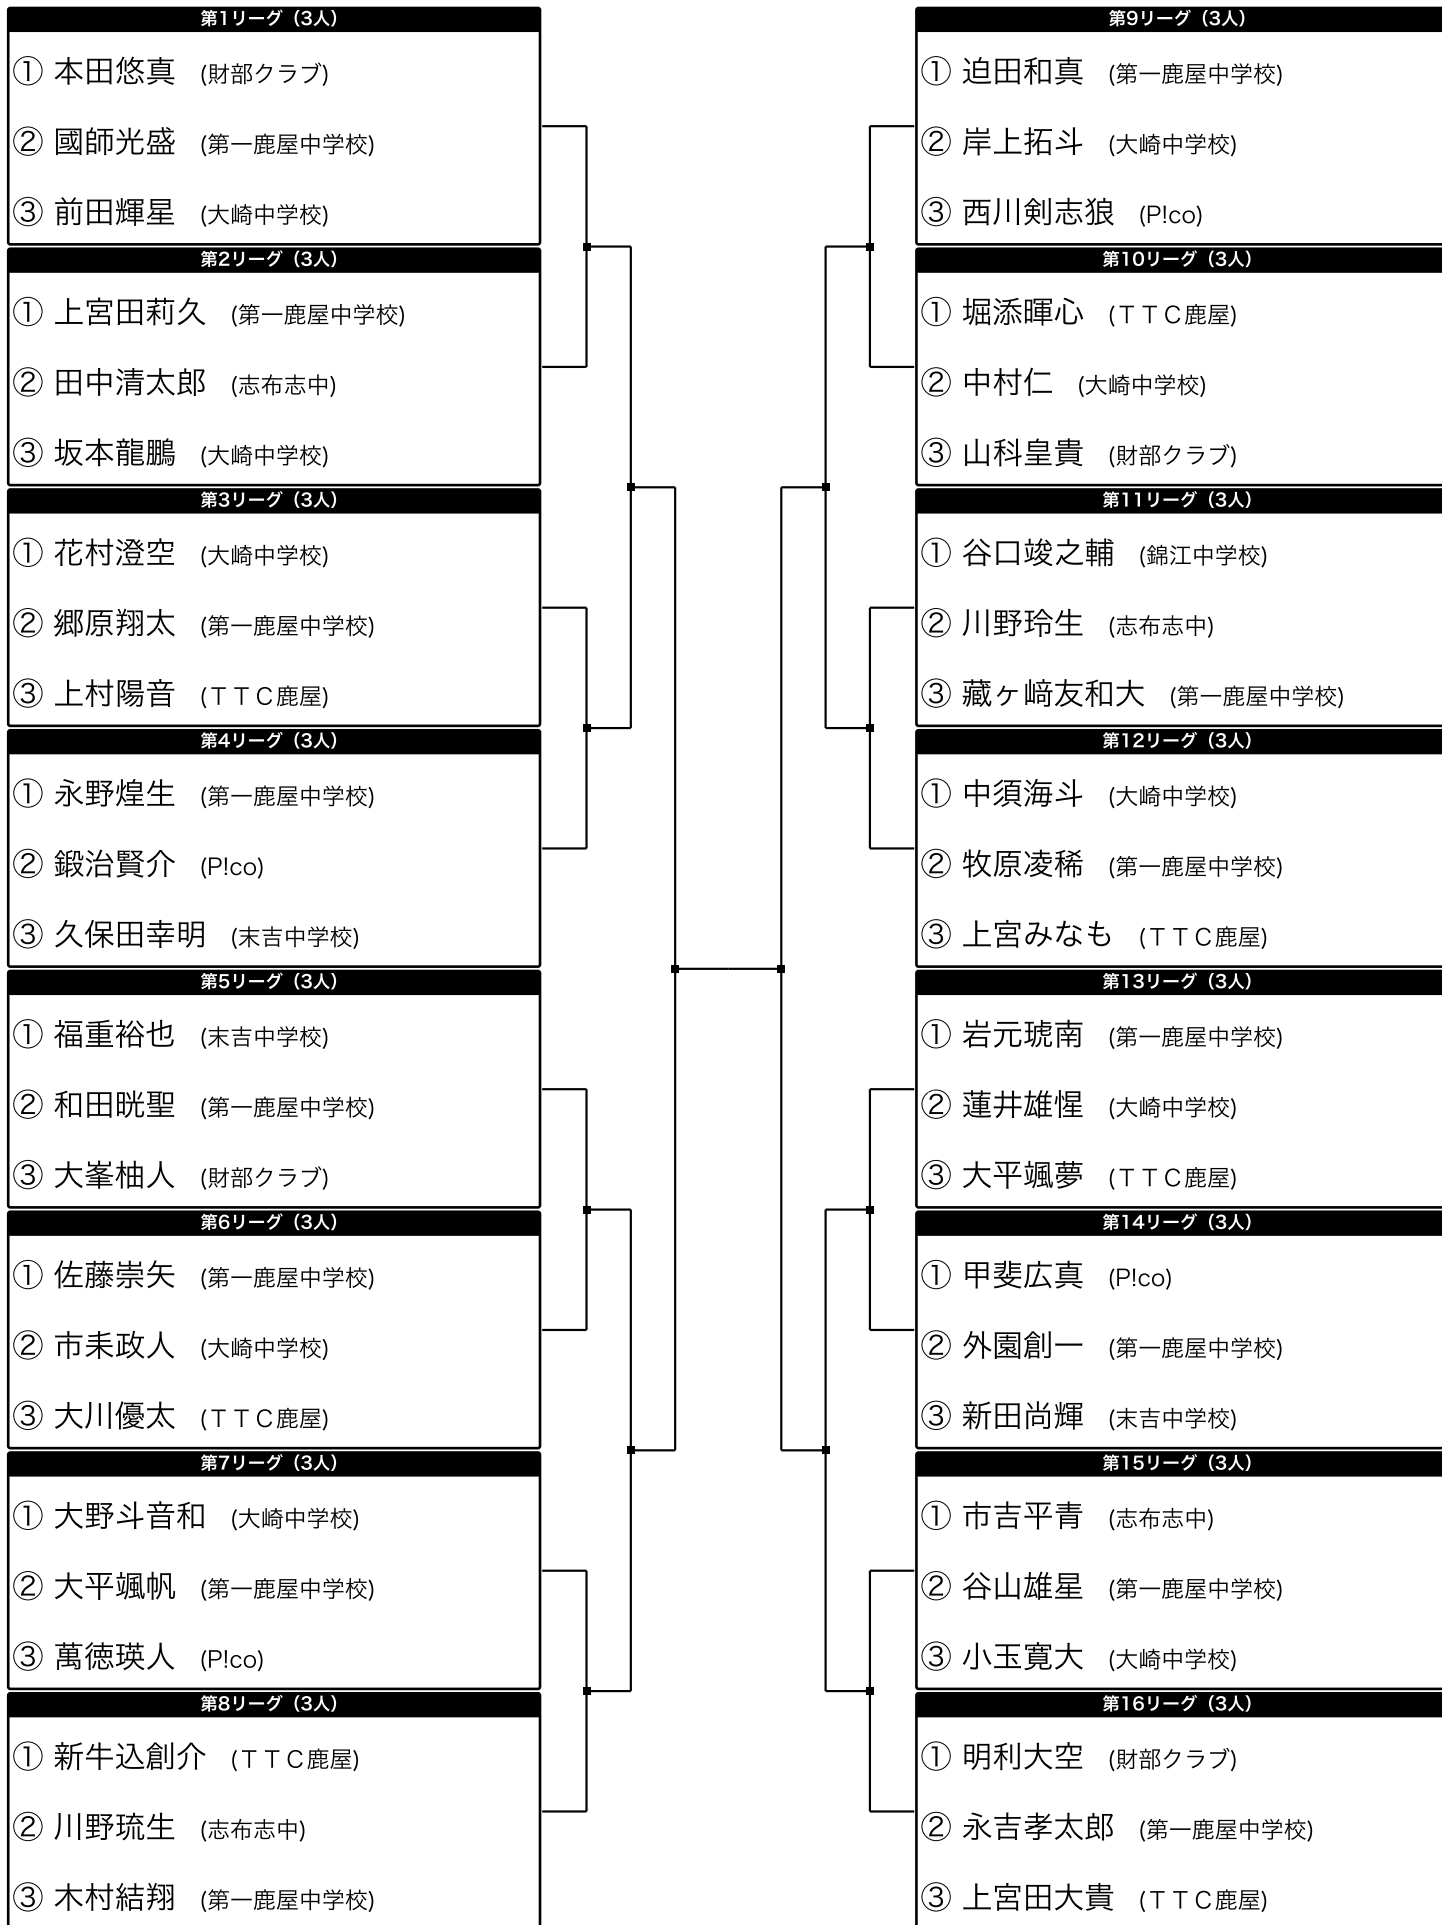 第1リーグ（3人）
① 本田悠真 (財部クラブ)
② 國師光盛 (第一鹿屋中学校)
③ 前田輝星 (大崎中学校)
第2リーグ（3人）
① 上宮田莉久 (第一鹿屋中学校)
② 田中清太郎 (志布志中)
③ 坂本龍鵬 (大崎中学校)
第3リーグ（3人）
① 花村澄空 (大崎中学校)
② 郷原翔太 (第一鹿屋中学校)
③ 上村陽音 (ＴＴＣ鹿屋)
第4リーグ（3人）
① 永野煌生 (第一鹿屋中学校)
② 鍛治賢介 (P!co)
③ 久保田幸明 (末吉中学校)
第5リーグ（3人）
① 福重裕也 (末吉中学校)
② 和田晄聖 (第一鹿屋中学校)
③ 大峯柚人 (財部クラブ)
第6リーグ（3人）
① 佐藤崇矢 (第一鹿屋中学校)
② 市耒政人 (大崎中学校)
③ 大川優太 (ＴＴＣ鹿屋)
第7リーグ（3人）
① 大野斗音和 (大崎中学校)
② 大平颯帆 (第一鹿屋中学校)
③ 萬徳瑛人 (P!co)
第8リーグ（3人）
① 新牛込創介 (ＴＴＣ鹿屋)
② 川野琉生 (志布志中)
③ 木村結翔 (第一鹿屋中学校)
第9リーグ（3人）
① 迫田和真 (第一鹿屋中学校)
② 岸上拓斗 (大崎中学校)
③ 西川剣志狼 (P!co)
第10リーグ（3人）
① 堀添暉心 (ＴＴＣ鹿屋)
② 中村仁 (大崎中学校)
③ 山科皇貴 (財部クラブ)
第11リーグ（3人）
① 谷口竣之輔 (錦江中学校)
② 川野玲生 (志布志中)
③ 藏ヶ﨑友和大 (第一鹿屋中学校)
第12リーグ（3人）
① 中須海斗 (大崎中学校)
② 牧原凌稀 (第一鹿屋中学校)
③ 上宮みなも (ＴＴＣ鹿屋)
第13リーグ（3人）
① 岩元琥南 (第一鹿屋中学校)
② 蓮井雄惺 (大崎中学校)
③ 大平颯夢 (ＴＴＣ鹿屋)
第14リーグ（3人）
① 甲斐広真 (P!co)
② 外園創一 (第一鹿屋中学校)
③ 新田尚輝 (末吉中学校)
第15リーグ（3人）
① 市吉平青 (志布志中)
② 谷山雄星 (第一鹿屋中学校)
③ 小玉寛大 (大崎中学校)
第16リーグ（3人）
① 明利大空 (財部クラブ)
② 永吉孝太郎 (第一鹿屋中学校)
③ 上宮田大貴 (ＴＴＣ鹿屋)